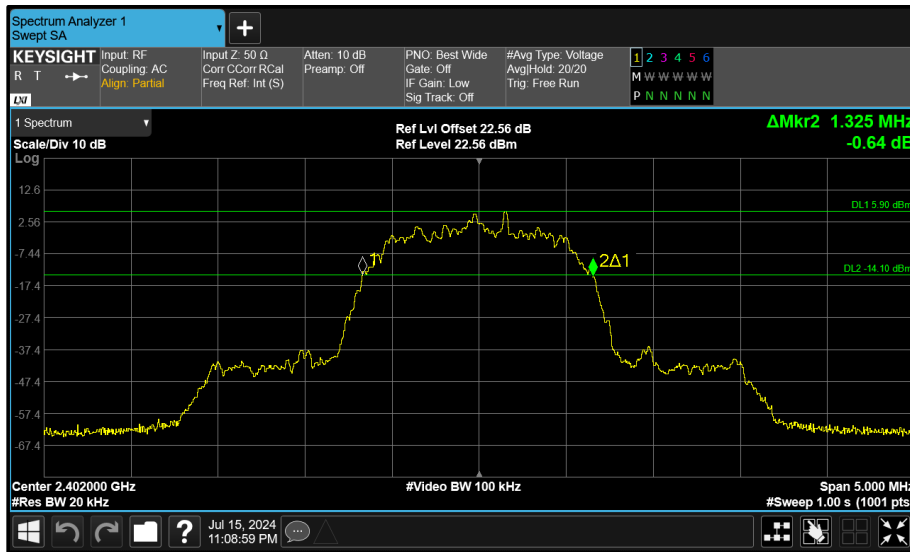 Spectrum Analyzer 1
Swept SA
KEYSIGHT
R T
LXI
Input: RF
Coupling: AC
Align: Partial
Input Z: 50 Ω
Corr CCorr RCal
Freq Ref: Int (S)
Atten: 10 dB
Preamp: Off
PNO: Best Wide
Gate: Off
IF Gain: Low
Sig Track: Off
#Avg Type: Voltage
Avg|Hold: 20/20
Trig: Free Run
1 2 3 4 5 6
M W W W W W
P N N N N N
1 Spectrum
Scale/Div 10 dB
Log
Ref Lvl Offset 22.56 dB
Ref Level 22.56 dBm
ΔMkr2 1.325 MHz
-0.64 dB
12.6
DL1 5.90 dBm
2.56
-7.44
1
2Δ1
DL2 -14.10 dBm
-17.4
-27.4
-37.4
-47.4
-57.4
-67.4
Center 2.402000 GHz
#Video BW 100 kHz
Span 5.000 MHz
#Res BW 20 kHz
#Sweep 1.00 s (1001 pts
Jul 15, 2024
11:08:59 PM